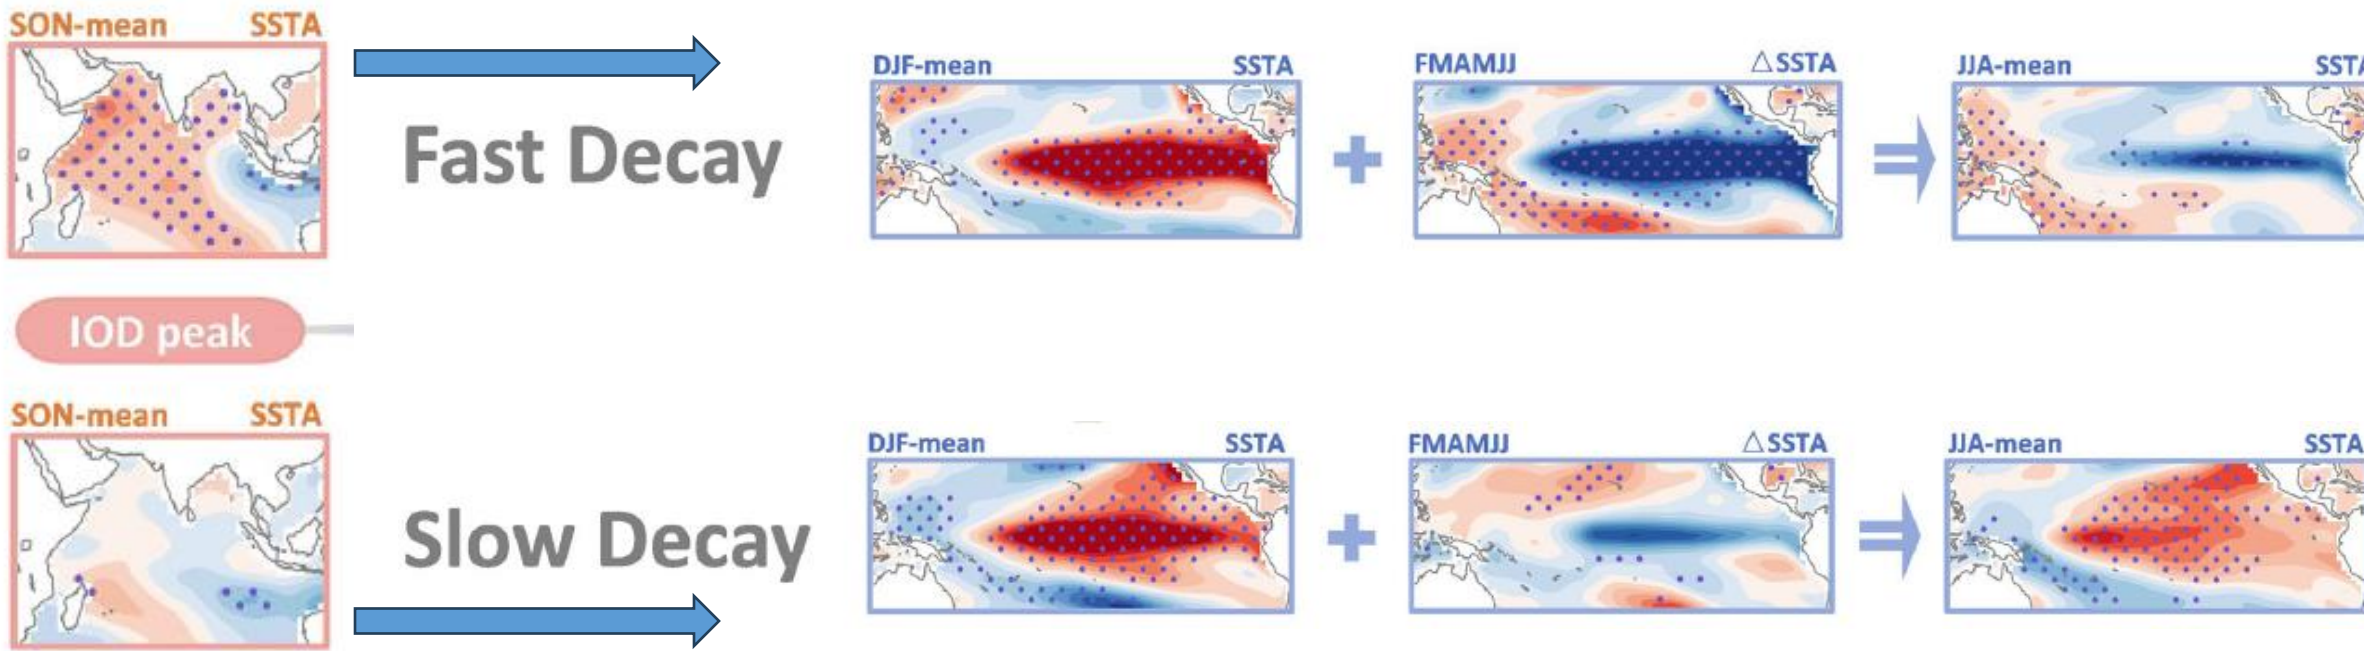 SON-mean SSTA
Fast Decay
DJF-mean SSTA
+
FMAMJJ △SSTA
JJA-mean SSTA
IOD peak
SON-mean SSTA
Slow Decay
DJF-mean SSTA
+
FMAMJJ △SSTA
JJA-mean SSTA